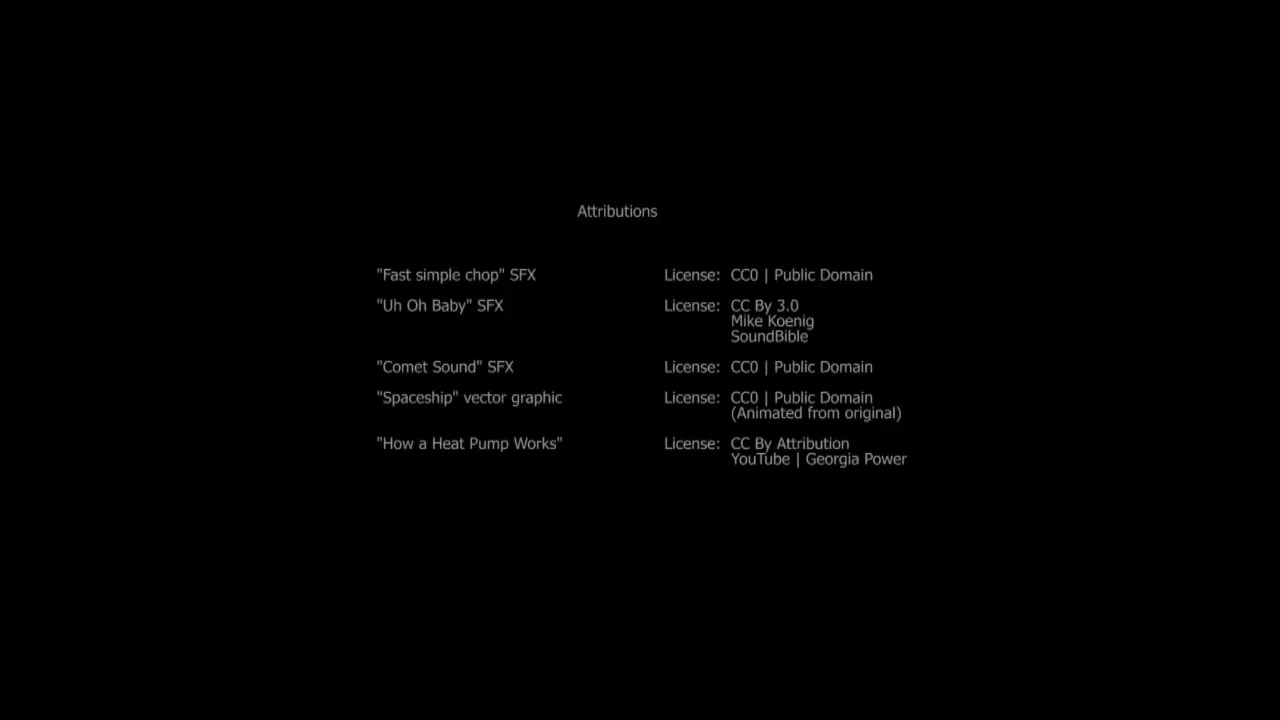 Attributions
"Fast simple chop" SFX License: CC0 | Public Domain
"Uh Oh Baby" SFX License: CC By 3.0
Mike Koenig
SoundBible
"Comet Sound" SFX License: CC0 | Public Domain
"Spaceship" vector graphic License: CC0 | Public Domain
(Animated from original)
"How a Heat Pump Works" License: CC By Attribution
YouTube | Georgia Power